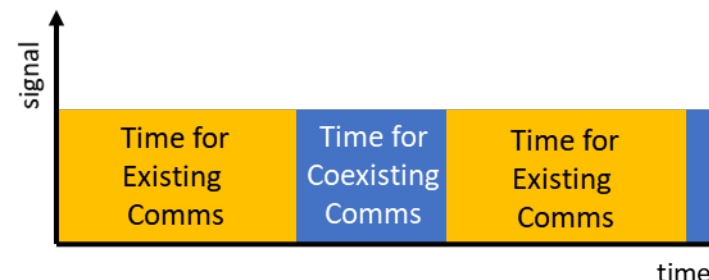 signal
Time for
Existing
Comms
Time for
Coexisting
Comms
Time for
Existing
Comms
time